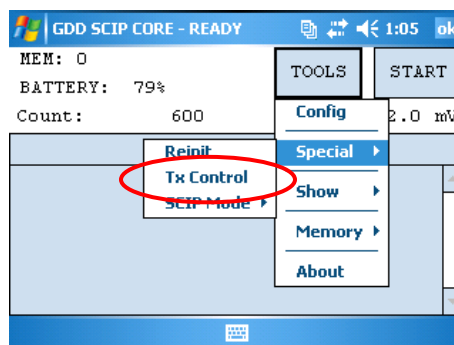 GDD SCIP CORE - READY 1:05 ok
MEM: 0
BATTERY: 79%
TOOLS START
Count: 600 2.0 mV
Config
Special
Show
Memory
About
Reinit
Tx Control
SCIP Mode